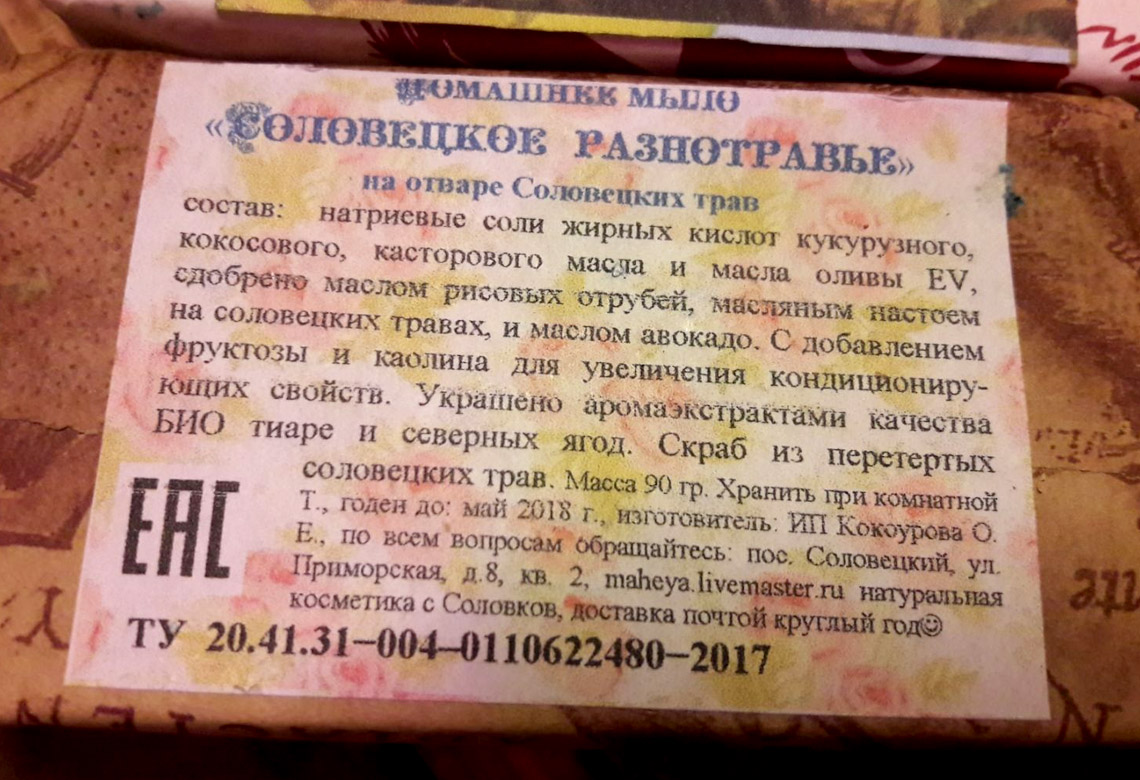 ДОМАШНЕЕ МЫЛО
«СОЛОВЕЦКОЕ РАЗНОТРАВЬЕ»
на отваре Соловецких трав
состав: натриевые соли жирных кислот кукурузного,
кокосового, касторового масла и масла оливы EV,
сдобрено маслом рисовых отрубей, масляным настоем
на соловецких травах, и маслом авокадо. С добавлением
фруктозы и каолина для увеличения кондициониру-
ющих свойств. Украшено аромаэкстрактами качества
БИО тиаре и северных ягод. Скраб из перетертых
соловецких трав. Масса 90 гр. Хранить при комнатной
Т., годен до: май 2018 г., изготовитель: ИП Кокоурова О.
Е., по всем вопросам обращайтесь: пос. Соловецкий, ул.
Приморская, д.8, кв. 2, maheya.livemaster.ru натуральная
косметика с Соловков, доставка почтой круглый год☺
EAC
ТУ 20.41.31–004–0110622480–2017